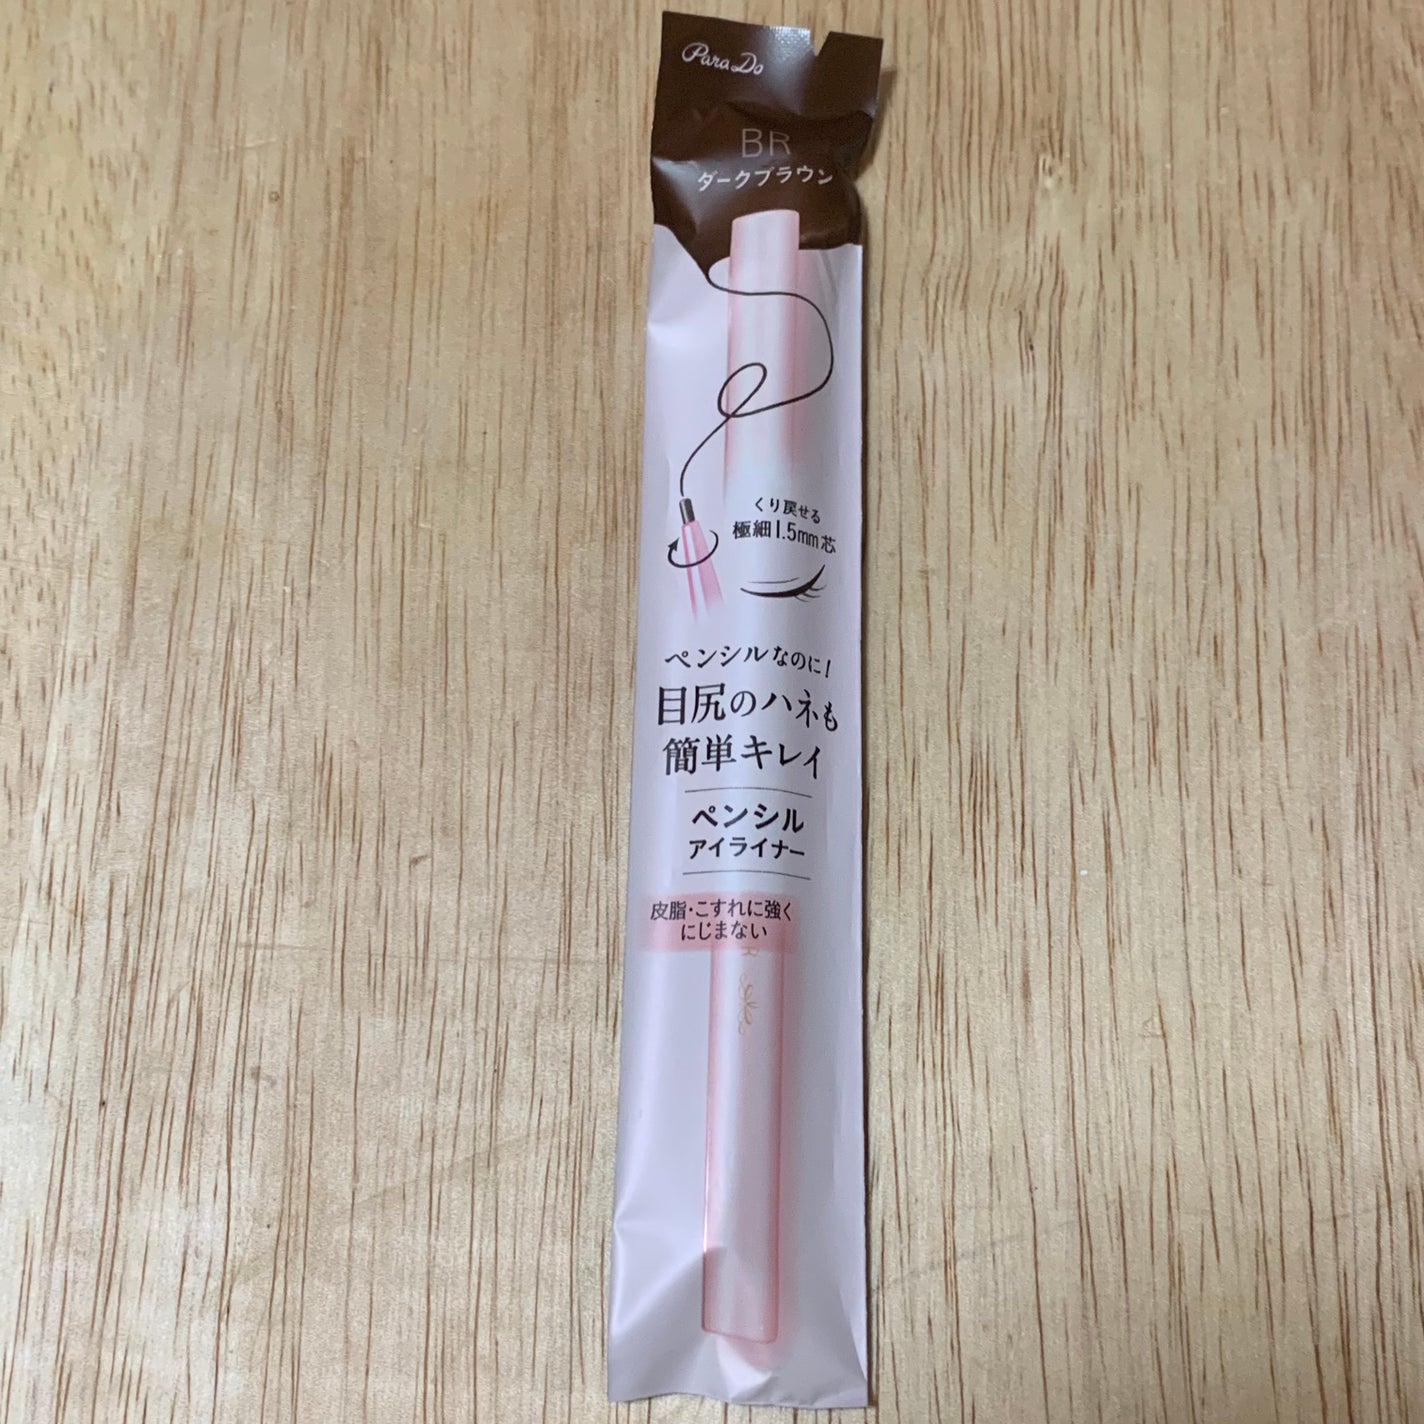 ParaDo
BR
ダークブラウン
くり戻せる
極細1.5mm芯
ペンシルなのに!
目尻のハネも
簡単キレイ
ペンシル
アイライナー
皮脂・こすれに強く
にじまない